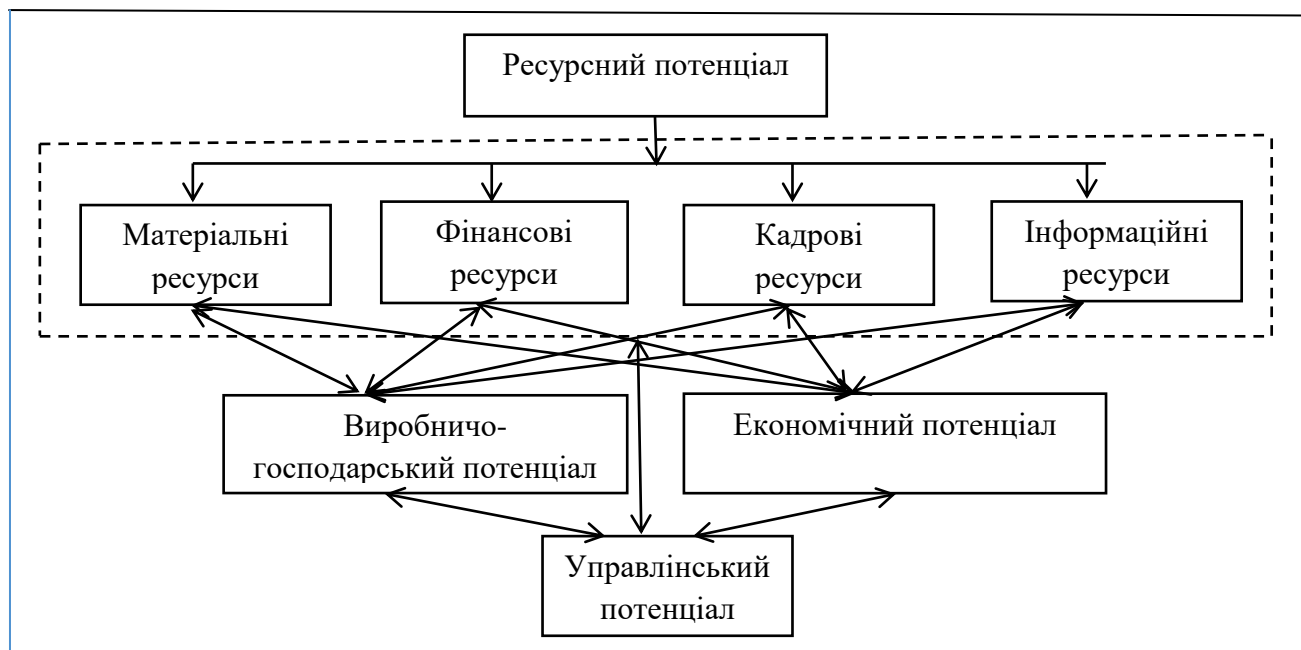 Ресурсний потенціал
Матеріальні
ресурси
Фінансові
ресурси
Кадрові
ресурси
Інформаційні
ресурси
Виробничо-
господарський потенціал
Економічний потенціал
Управлінський
потенціал